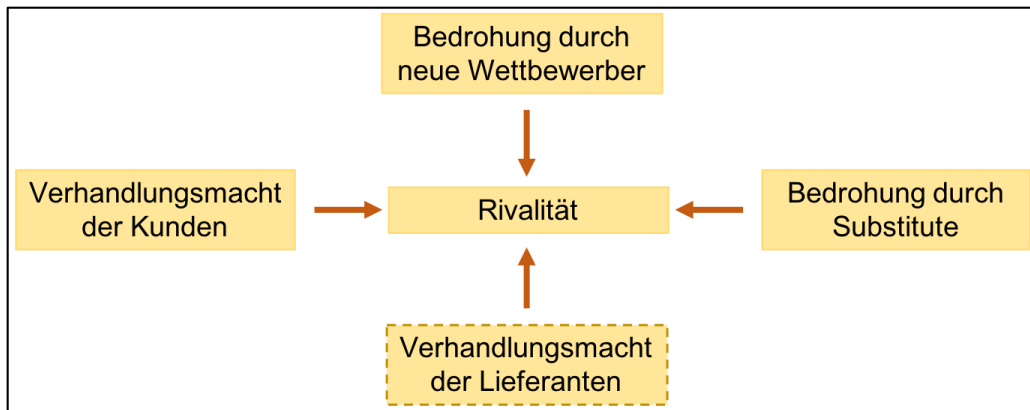 Bedrohung durch
neue Wettbewerber
Verhandlungsmacht
der Kunden
Rivalität
Bedrohung durch
Substitute
Verhandlungsmacht
der Lieferanten